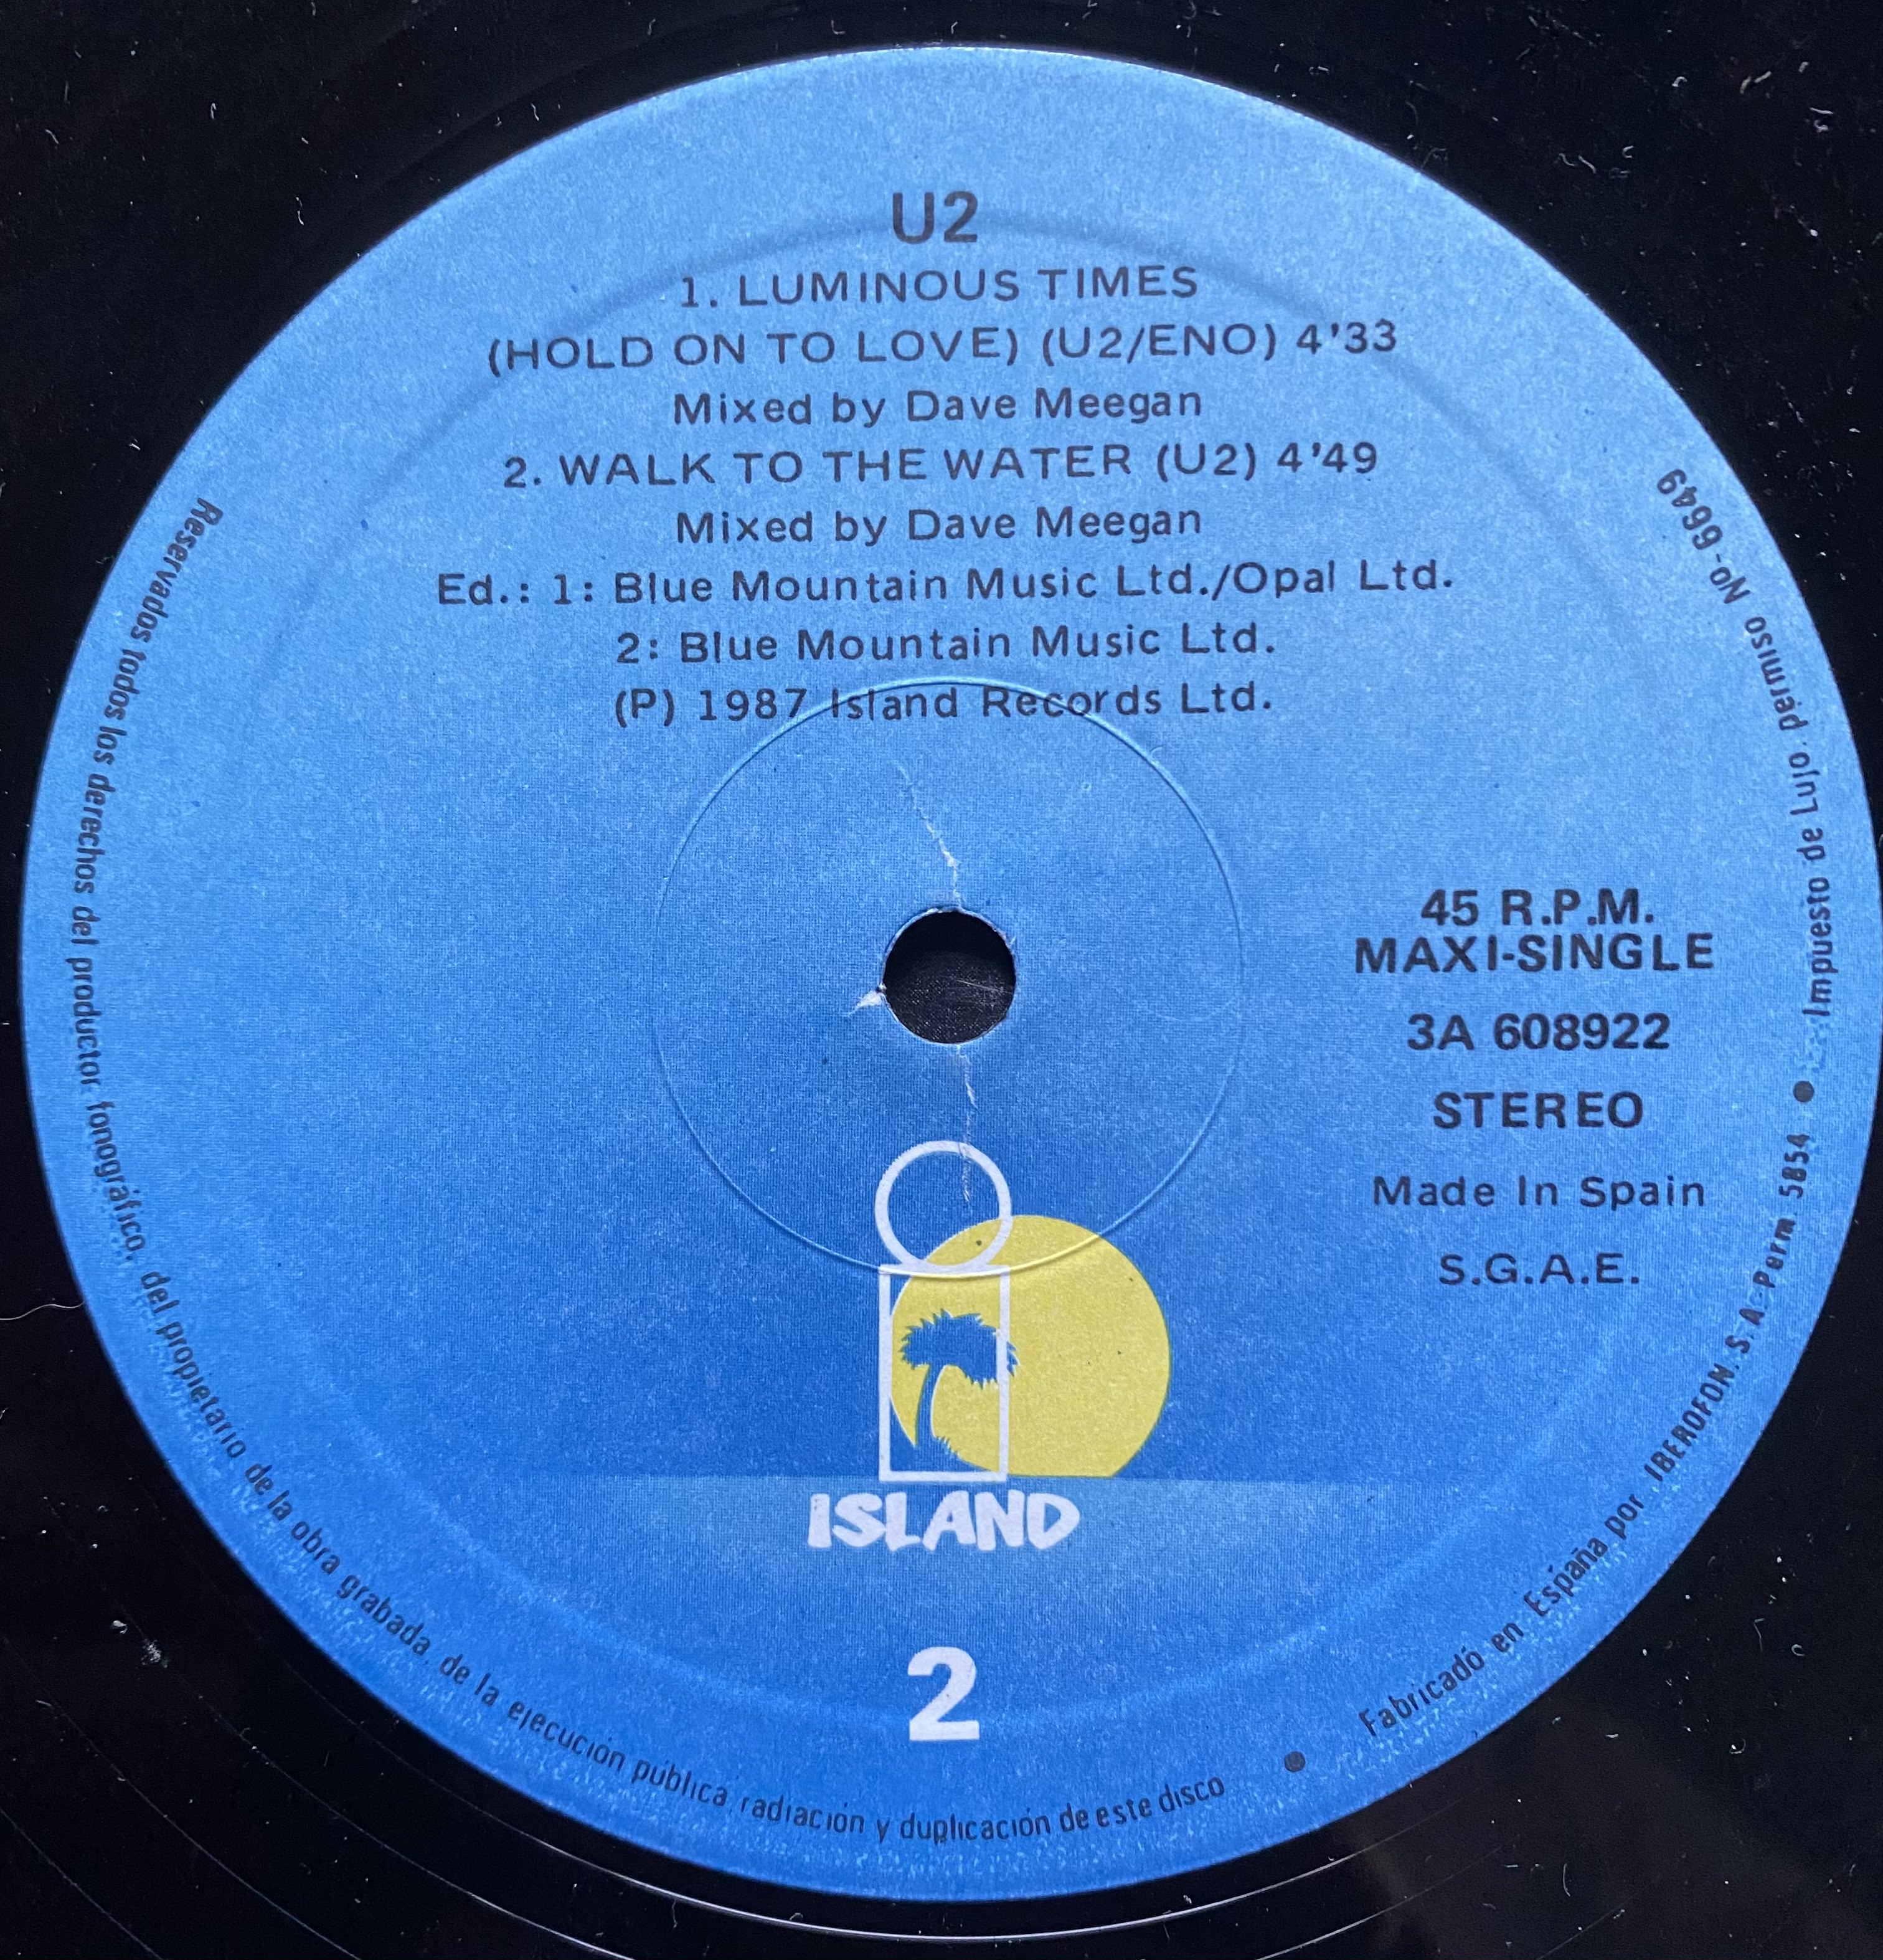 U2
1. LUMINOUS TIMES
(HOLD ON TO LOVE) (U2/ENO) 4'33
Mixed by Dave Meegan
2. WALK TO THE WATER (U2) 4'49
Mixed by Dave Meegan
Ed.: 1: Blue Mountain Music Ltd./Opal Ltd.
2: Blue Mountain Music Ltd.
(P) 1987 Island Records Ltd.
45 R.P.M.
MAXI-SINGLE
3A 608922
STEREO
Made In Spain
S.G.A.E.
ISLAND
2
Reservados todos los derechos del productor fonográfico, del propietario de la obra grabada, de la ejecución pública, radiación y duplicación de este disco
● Fabricado en España por IBEROFON, S. A.-Perm. 5854 ● Impuesto de Lujo, permiso No-6649